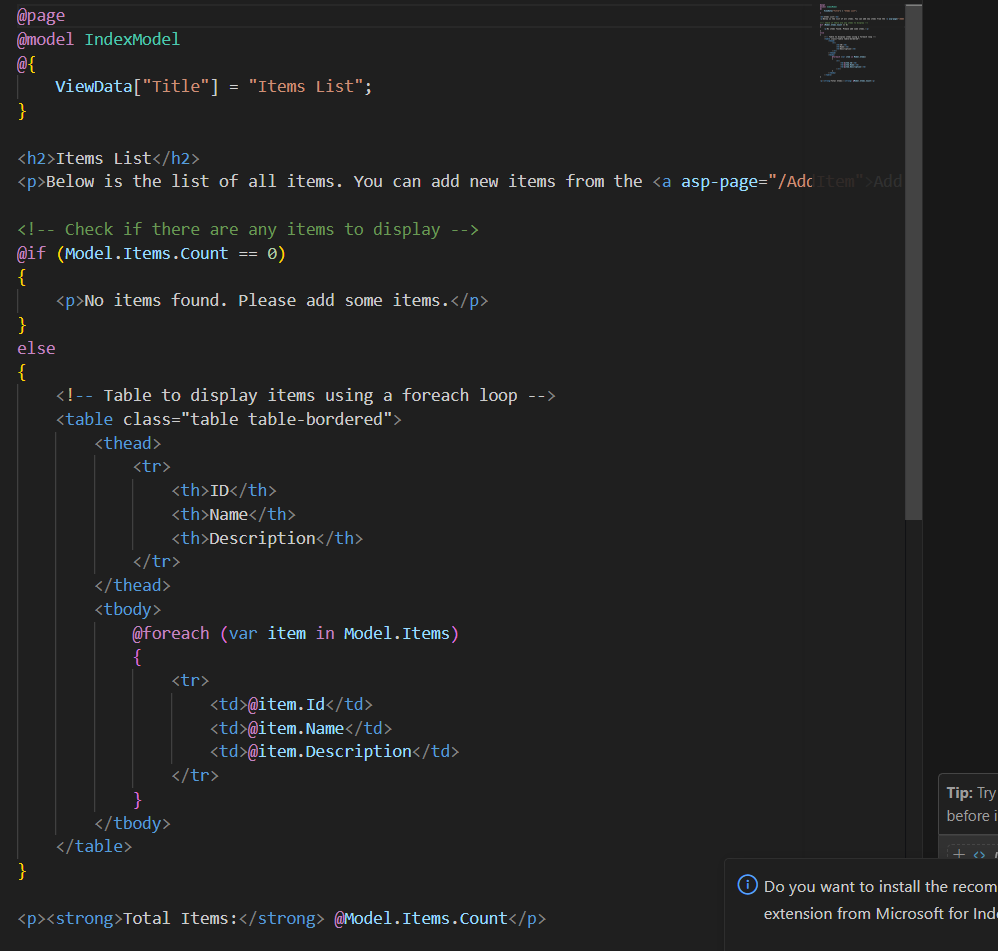 @page
@model IndexModel
@{
    ViewData["Title"] = "Items List";
}

<h2>Items List</h2>
<p>Below is the list of all items. You can add new items from the <a asp-page="/AddItem">Add

<!-- Check if there are any items to display -->
@if (Model.Items.Count == 0)
{
    <p>No items found. Please add some items.</p>
}
else
{
    <!-- Table to display items using a foreach loop -->
    <table class="table table-bordered">
        <thead>
            <tr>
                <th>ID</th>
                <th>Name</th>
                <th>Description</th>
            </tr>
        </thead>
        <tbody>
            @foreach (var item in Model.Items)
            {
                <tr>
                    <td>@item.Id</td>
                    <td>@item.Name</td>
                    <td>@item.Description</td>
                </tr>
            }
        </tbody>
    </table>
}

<p><strong>Total Items:</strong> @Model.Items.Count</p>
Tip: Try
before i
Do you want to install the recom
extension from Microsoft for Ind